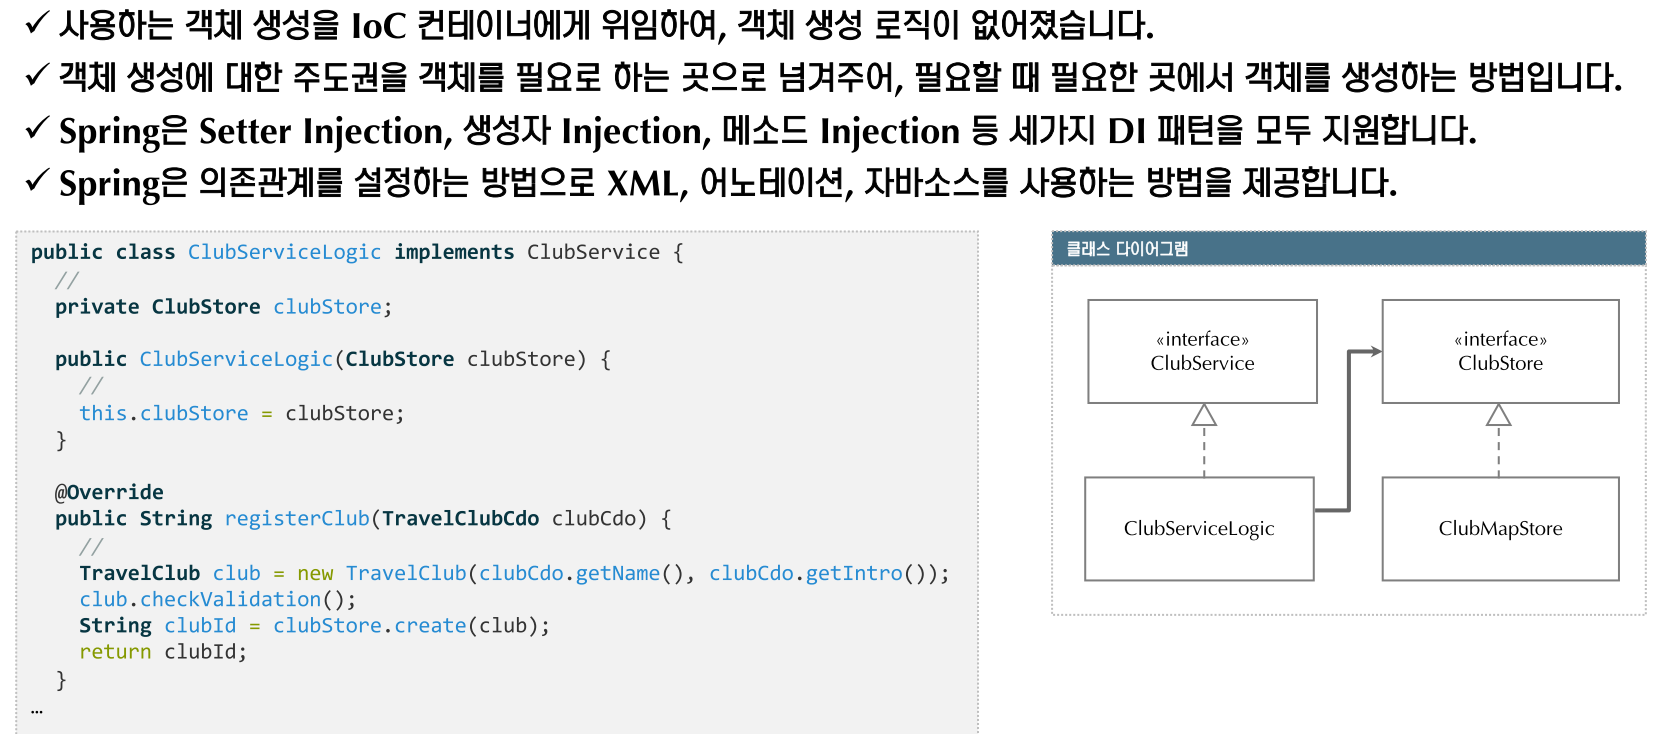 ✓ 사용하는 객체 생성을 IoC 컨테이너에게 위임하여, 객체 생성 로직이 없어졌습니다.
✓ 객체 생성에 대한 주도권을 객체를 필요로 하는 곳으로 넘겨주어, 필요할 때 필요한 곳에서 객체를 생성하는 방법입니다.
✓ Spring은 Setter Injection, 생성자 Injection, 메소드 Injection 등 세가지 DI 패턴을 모두 지원합니다.
✓ Spring은 의존관계를 설정하는 방법으로 XML, 어노테이션, 자바소스를 사용하는 방법을 제공합니다.
public class ClubServiceLogic implements ClubService {
  //
  private ClubStore clubStore;

  public ClubServiceLogic(ClubStore clubStore) {
    //
    this.clubStore = clubStore;
  }

  @Override
  public String registerClub(TravelClubCdo clubCdo) {
    //
    TravelClub club = new TravelClub(clubCdo.getName(), clubCdo.getIntro());
    club.checkValidation();
    String clubId = clubStore.create(club);
    return clubId;
  }
…
클래스 다이어그램
«interface»
ClubService
«interface»
ClubStore
ClubServiceLogic
ClubMapStore